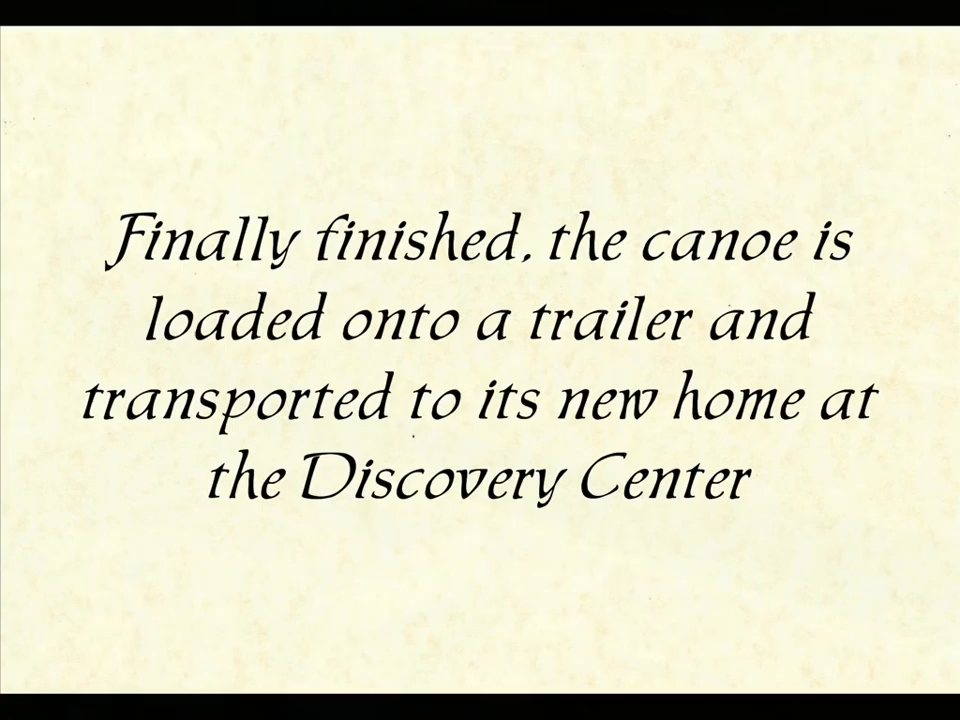 Finally finished, the canoe is
loaded onto a trailer and
transported to its new home at
the Discovery Center